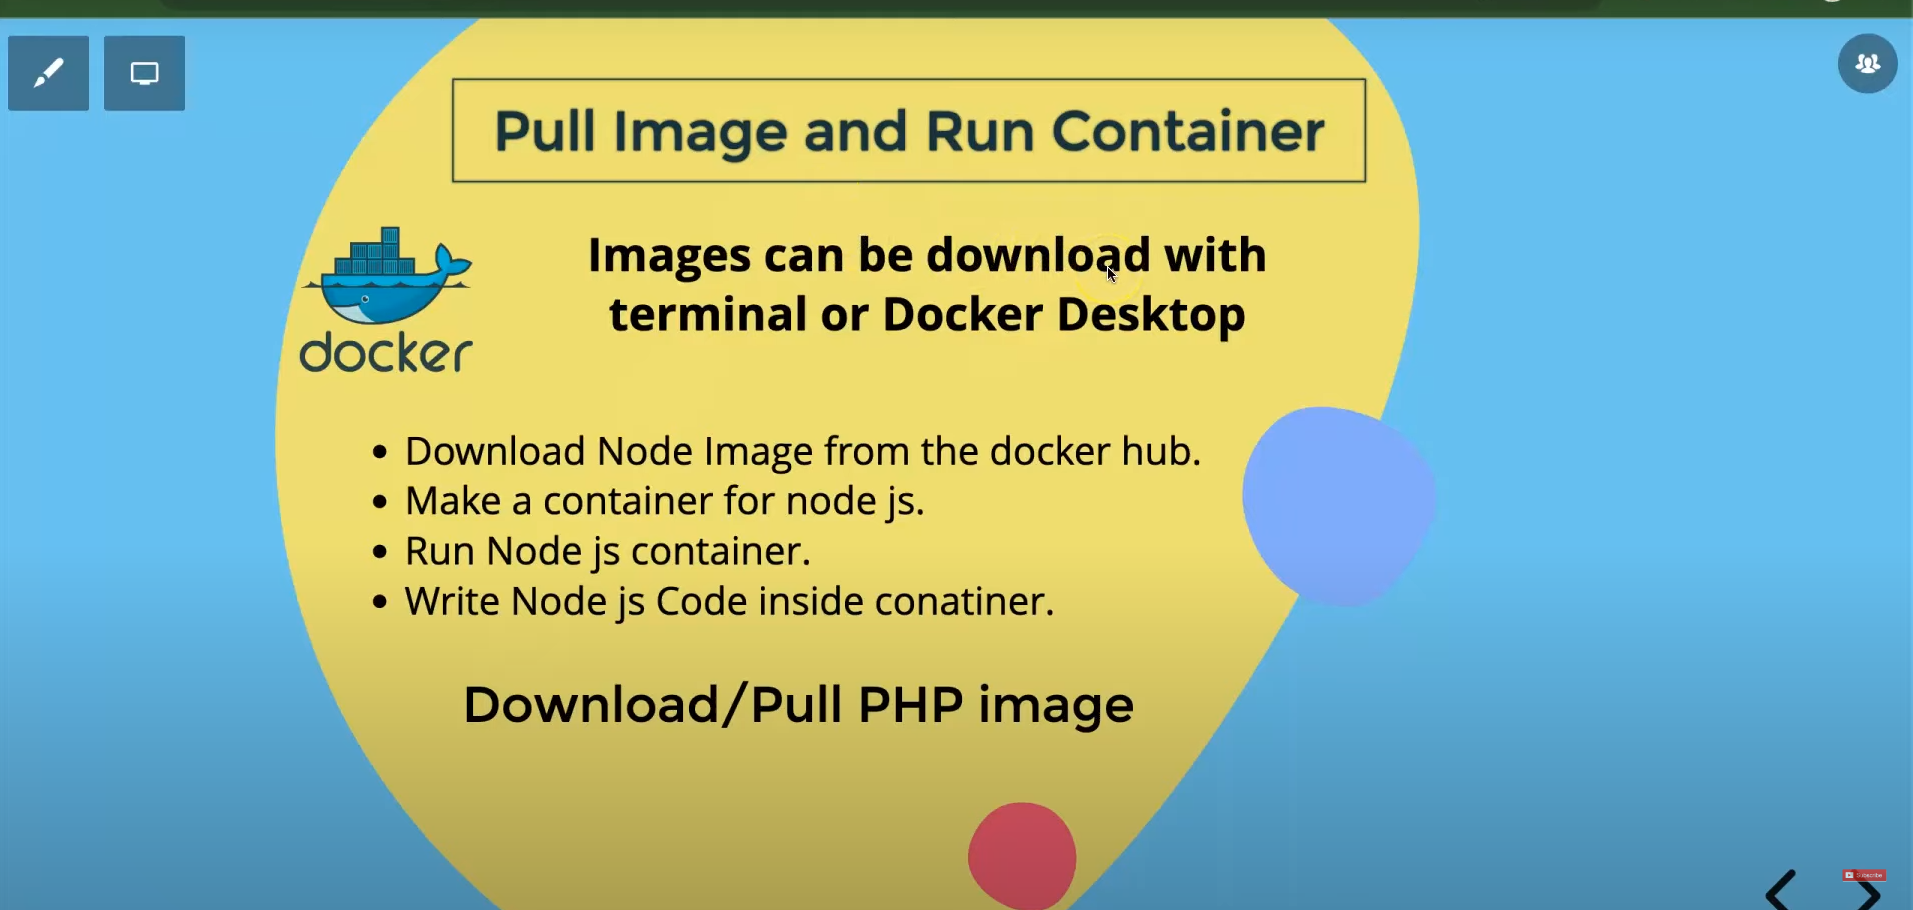 Pull Image and Run Container
Images can be download with
terminal or Docker Desktop
docker
• Download Node Image from the docker hub.
• Make a container for node js.
• Run Node js container.
• Write Node js Code inside conatiner.
Download/Pull PHP image
Subscribe